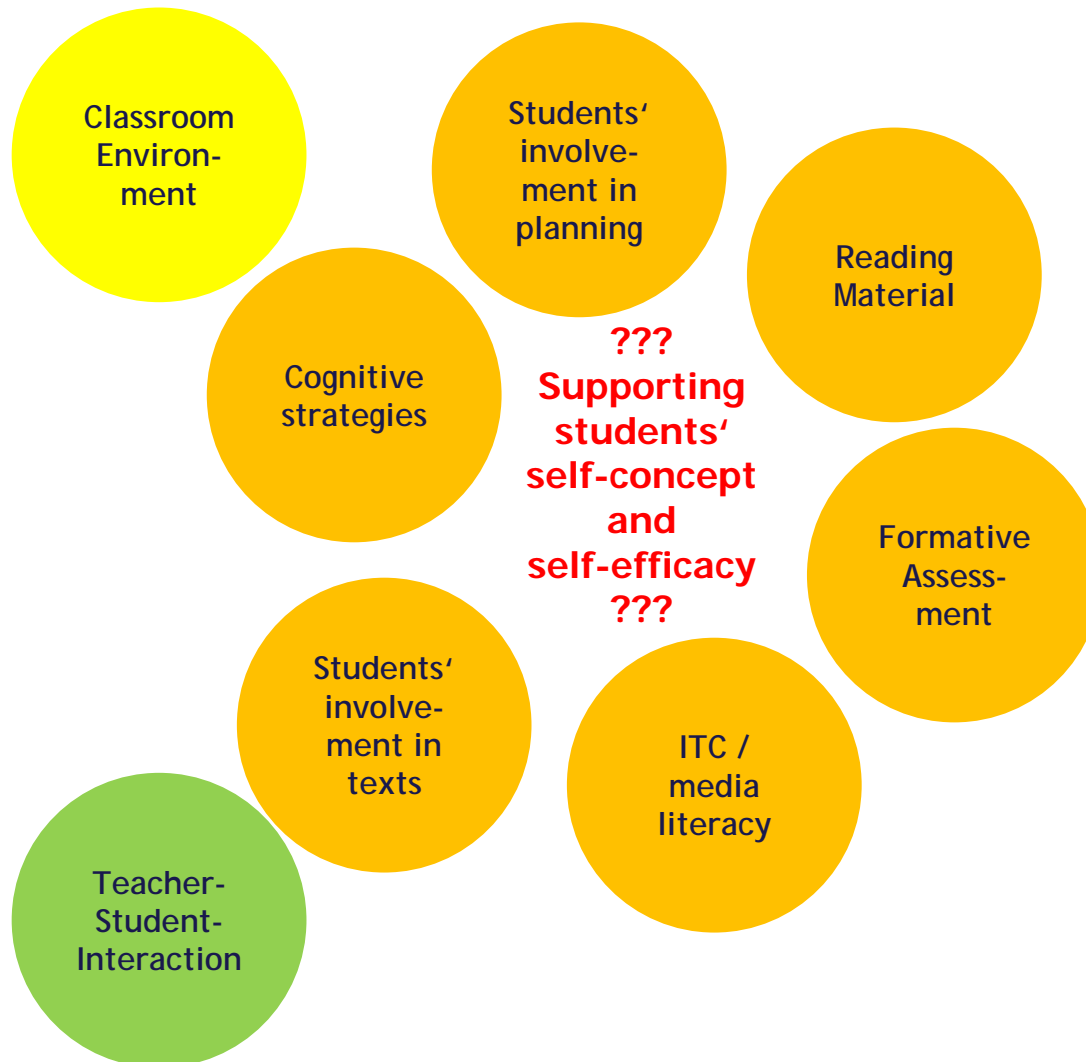 Classroom
Environ-
ment
Students‘
involve-
ment in
planning
Reading
Material
Cognitive
strategies
???
Supporting
students‘
self-concept
and
self-efficacy
???
Formative
Assess-
ment
Students‘
involve-
ment in
texts
ITC /
media
literacy
Teacher-
Student-
Interaction